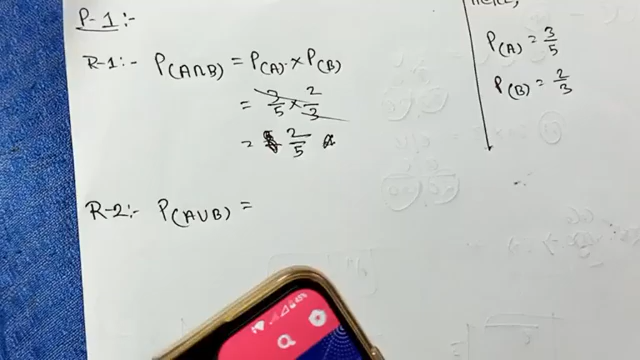 P-1:-
R-1:- P(A∩B) = P(A) × P(B)
= 3/5 × 2/3
= 2/5
R-2:- P(A∪B) =
P(A) = 3/5
P(B) = 2/3